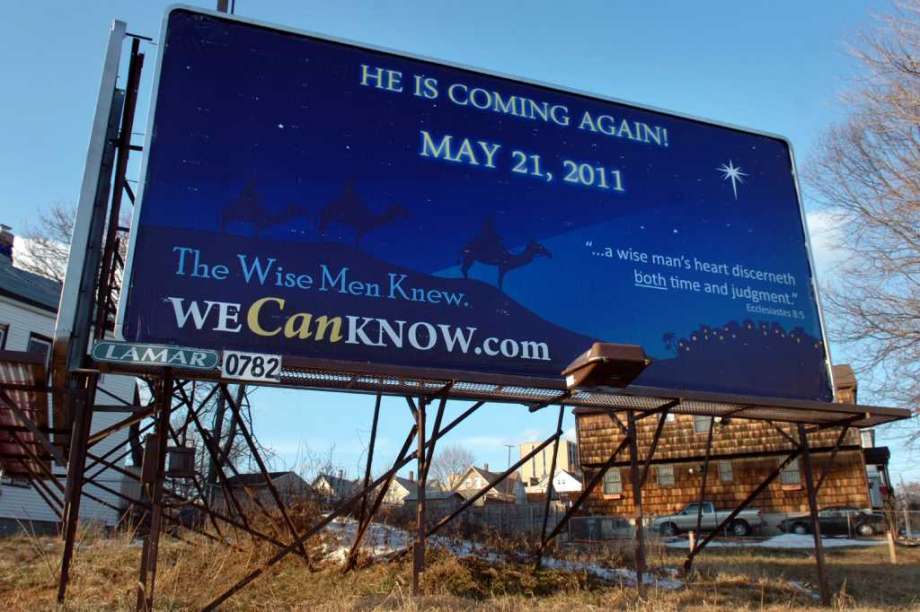 HE IS COMING AGAIN!
MAY 21, 2011
"...a wise man's heart discerneth
both time and judgment."
Ecclesiastes 8:5
The Wise Men Knew.
WECanKNOW.com
LAMAR
0782